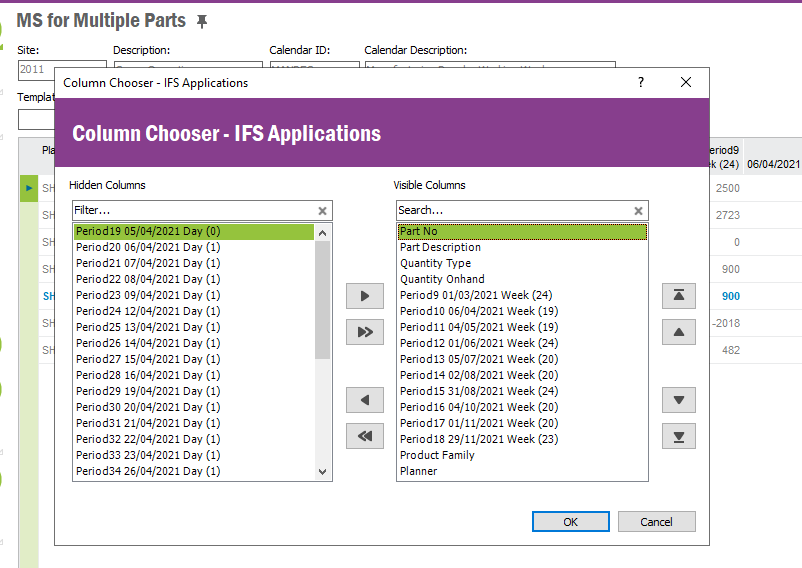 MS for Multiple Parts
Site: Description: Calendar ID: Calendar Description:
2011
Column Chooser - IFS Applications ?
Column Chooser - IFS Applications
Hidden Columns Visible Columns
Filter... Search...
Period19 05/04/2021 Day (0) Part No
Period20 06/04/2021 Day (1) Part Description
Period21 07/04/2021 Day (1) Quantity Type
Period22 08/04/2021 Day (1) Quantity Onhand
Period23 09/04/2021 Day (1) Period9 01/03/2021 Week (24)
Period24 12/04/2021 Day (1) Period10 06/04/2021 Week (19)
Period25 13/04/2021 Day (1) Period11 04/05/2021 Week (19)
Period26 14/04/2021 Day (1) Period12 01/06/2021 Week (24)
Period27 15/04/2021 Day (1) Period13 05/07/2021 Week (20)
Period28 16/04/2021 Day (1) Period14 02/08/2021 Week (20)
Period29 19/04/2021 Day (1) Period15 31/08/2021 Week (24)
Period30 20/04/2021 Day (1) Period16 04/10/2021 Week (20)
Period31 21/04/2021 Day (1) Period17 01/11/2021 Week (20)
Period32 22/04/2021 Day (1) Period18 29/11/2021 Week (23)
Period33 23/04/2021 Day (1) Product Family
Period34 26/04/2021 Day (1) Planner
OK Cancel
Templat
Pla eriod9
ek (24) 06/04/2021
SH 2500
SH 2723
SH 0
SH 900
SH 900
SH -2018
SH 482